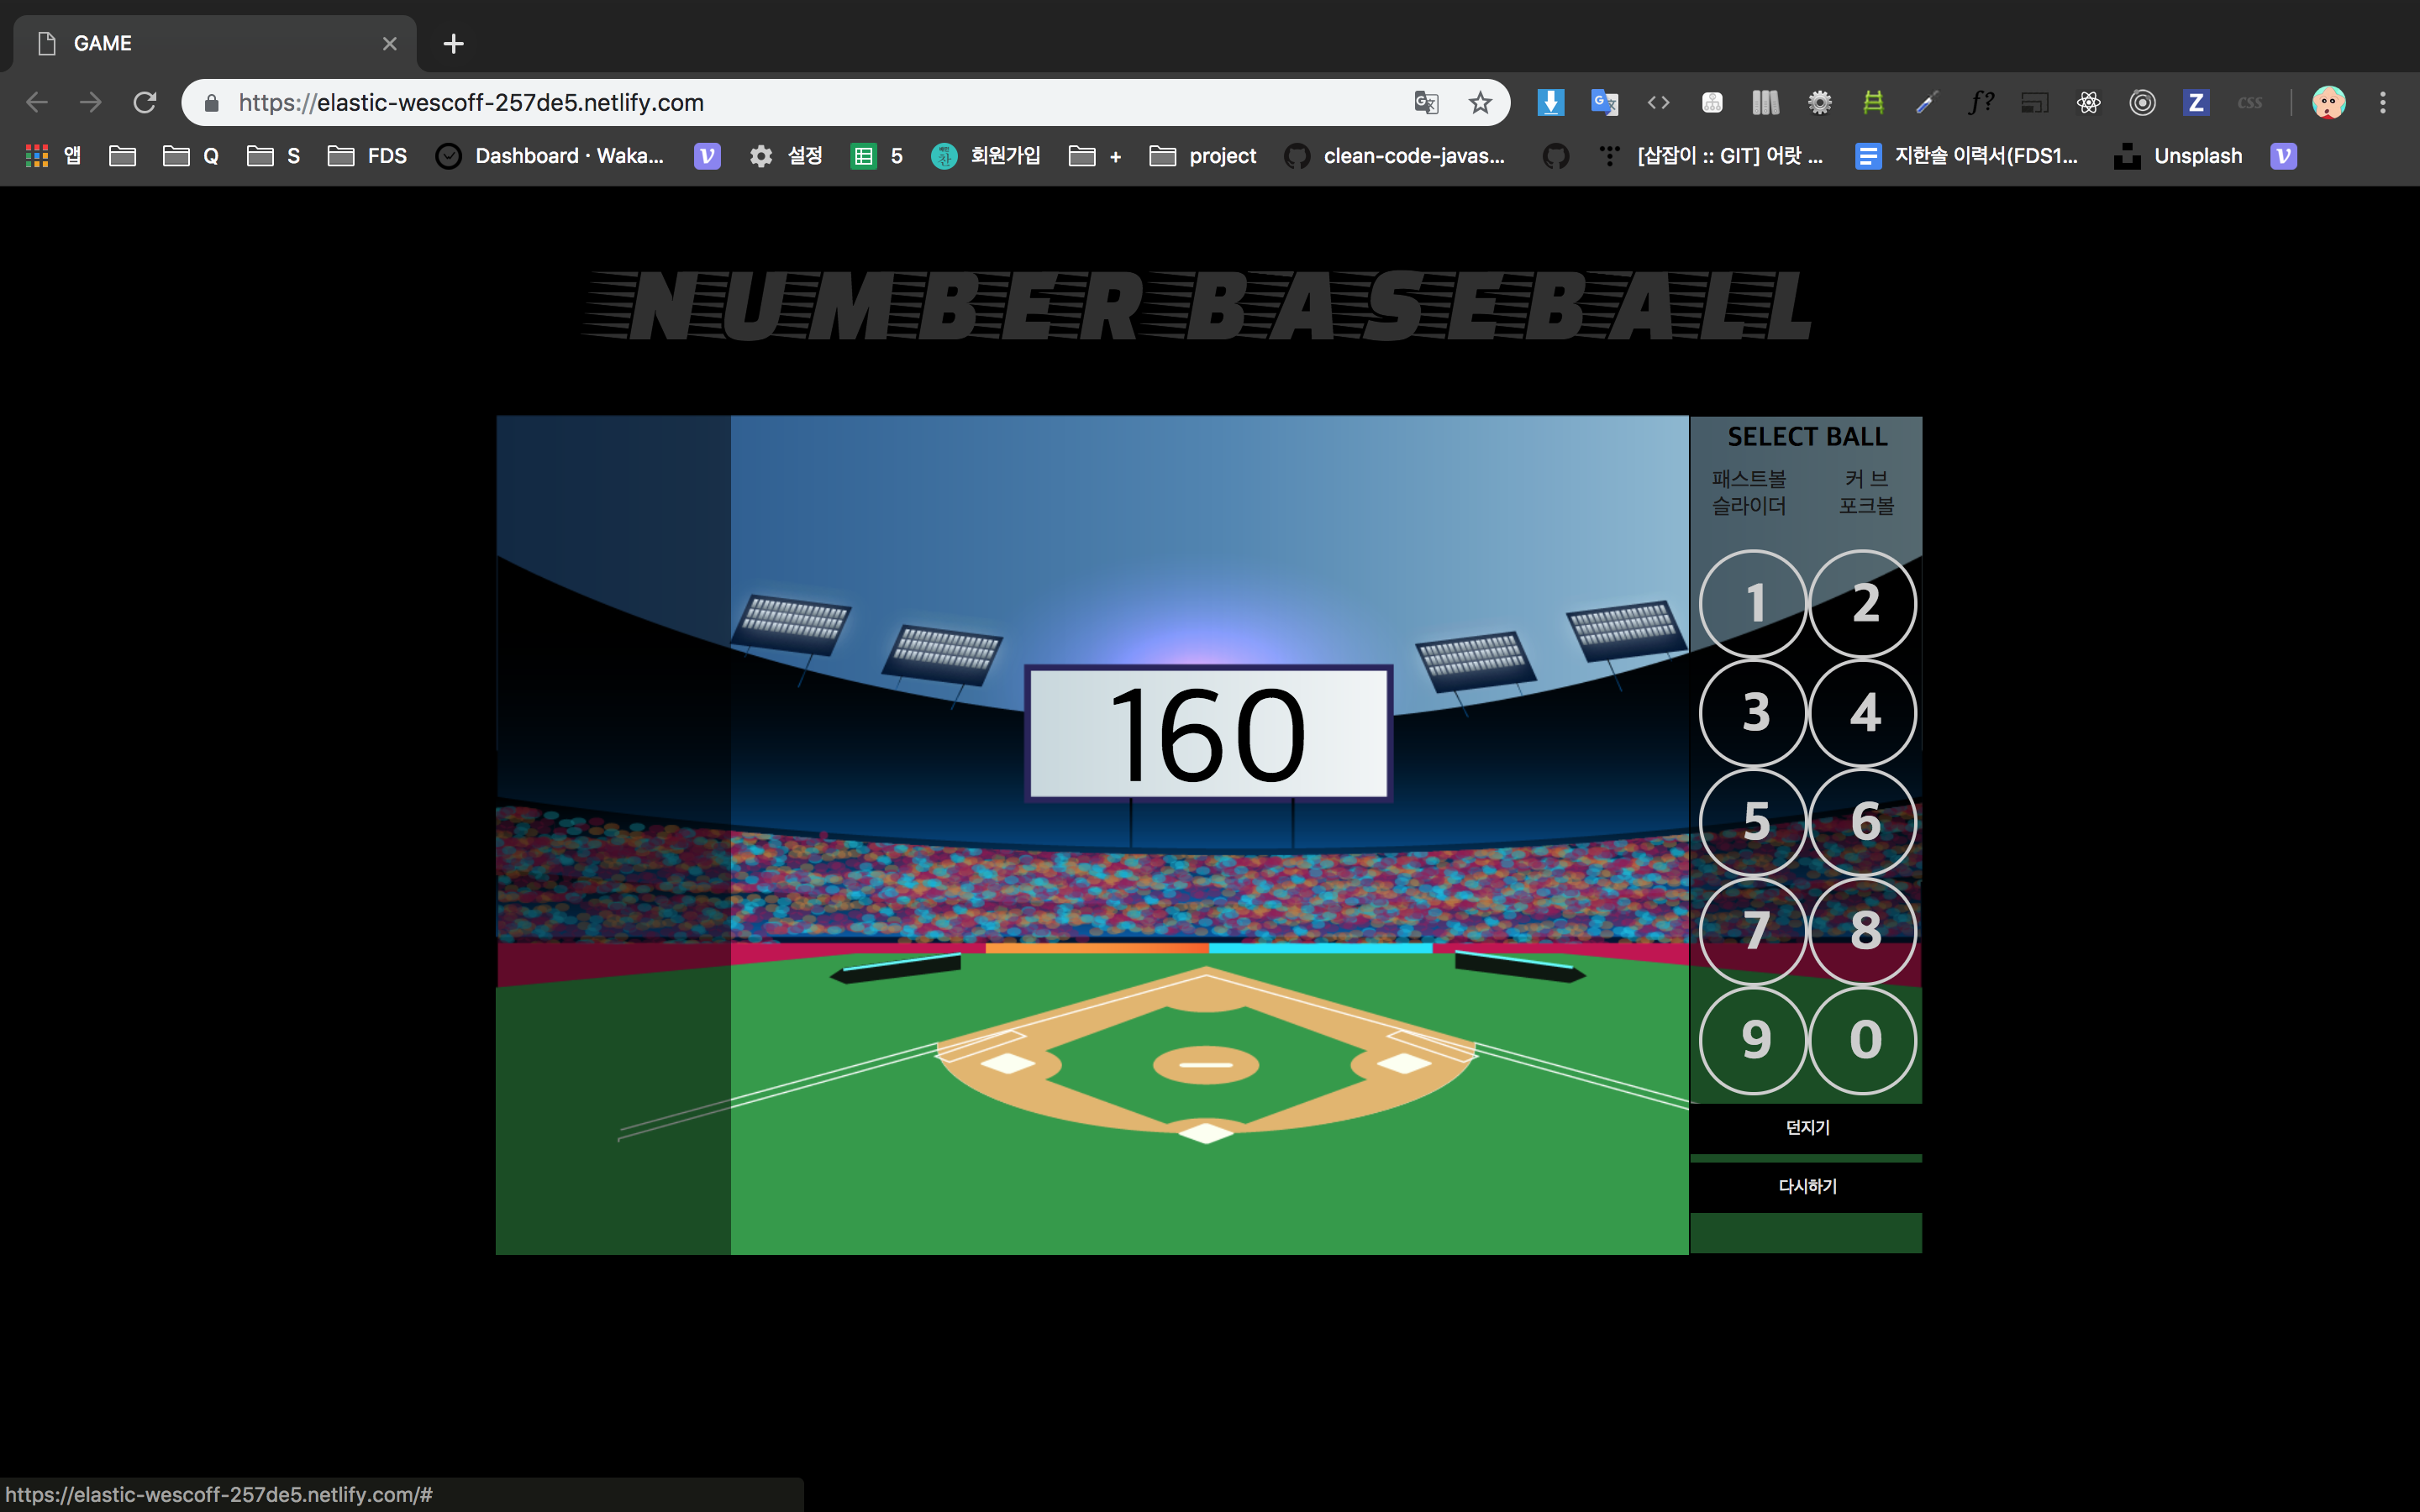 GAME
https://elastic-wescoff-257de5.netlify.com
f?
Z
css
앱
Q
S
FDS
Dashboard · Waka...
설정
5
회원가입
+
project
clean-code-javas...
[삽잡이 :: GIT] 어랏 ...
지한솔 이력서(FDS1...
Unsplash
NUMBER BASEBALL
160
SELECT BALL
패스트볼 커 브
슬라이더 포크볼
1 2
3 4
5 6
7 8
9 0
던지기
다시하기
https://elastic-wescoff-257de5.netlify.com/#